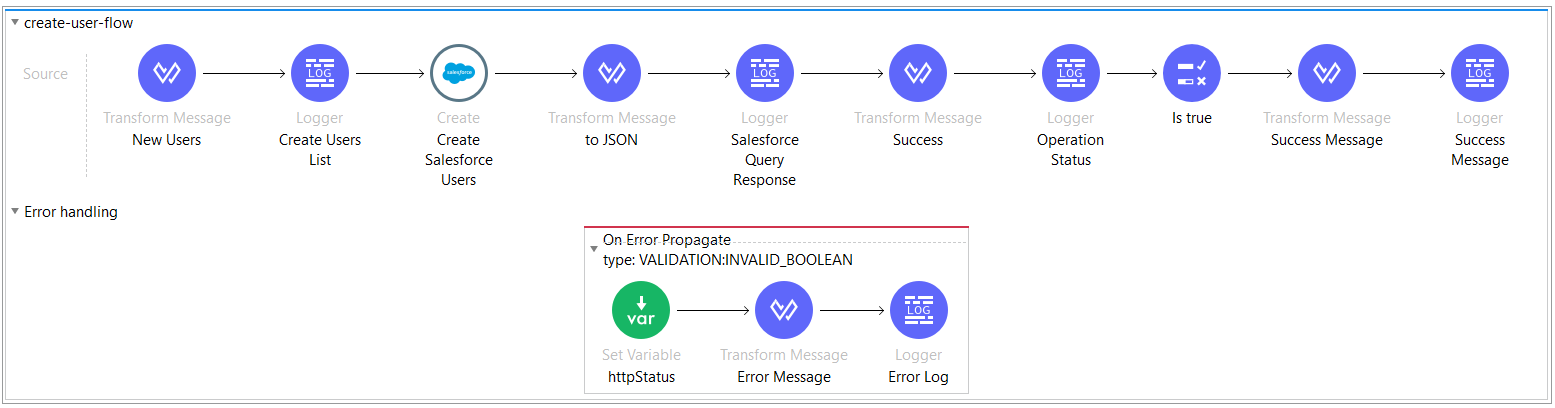 create-user-flow
Source
LOG
salesforce
LOG
LOG
LOG
Transform Message
Logger
Create
Transform Message
Logger
Transform Message
Logger
Is true
Transform Message
Logger
New Users
Create Users
List
Create
Salesforce
Users
to JSON
Salesforce
Query
Response
Success
Operation
Status
Success Message
Success
Message
Error handling
On Error Propagate
type: VALIDATION:INVALID_BOOLEAN
var
LOG
Set Variable
Transform Message
Logger
httpStatus
Error Message
Error Log